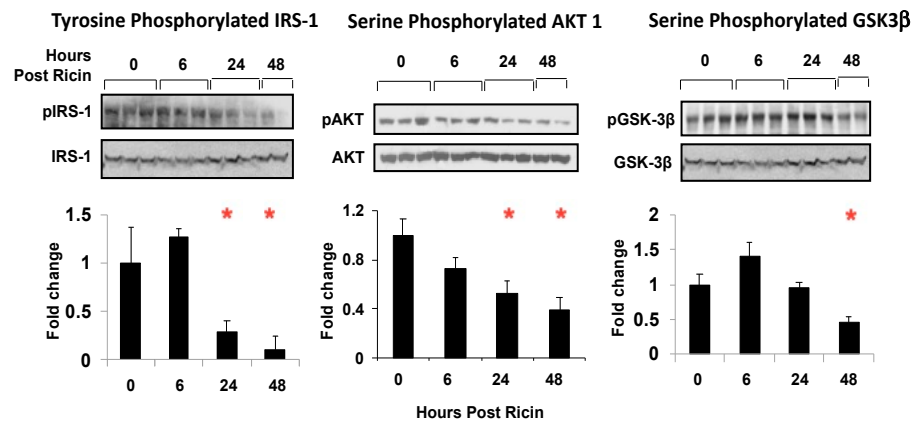 Tyrosine Phosphorylated IRS-1
Serine Phosphorylated AKT 1
Serine Phosphorylated GSK3β
Hours
Post Ricin
0 6 24 48
pIRS-1
IRS-1
1.5
1
0.5
0
Fold change
* *
0 6 24 48
0 6 24 48
pAKT
AKT
1.2
0.8
0.4
0
Fold change
* *
0 6 24 48
Hours Post Ricin
0 6 24 48
pGSK-3β
GSK-3β
2
1.5
1
0.5
0
Fold change
*
0 6 24 48